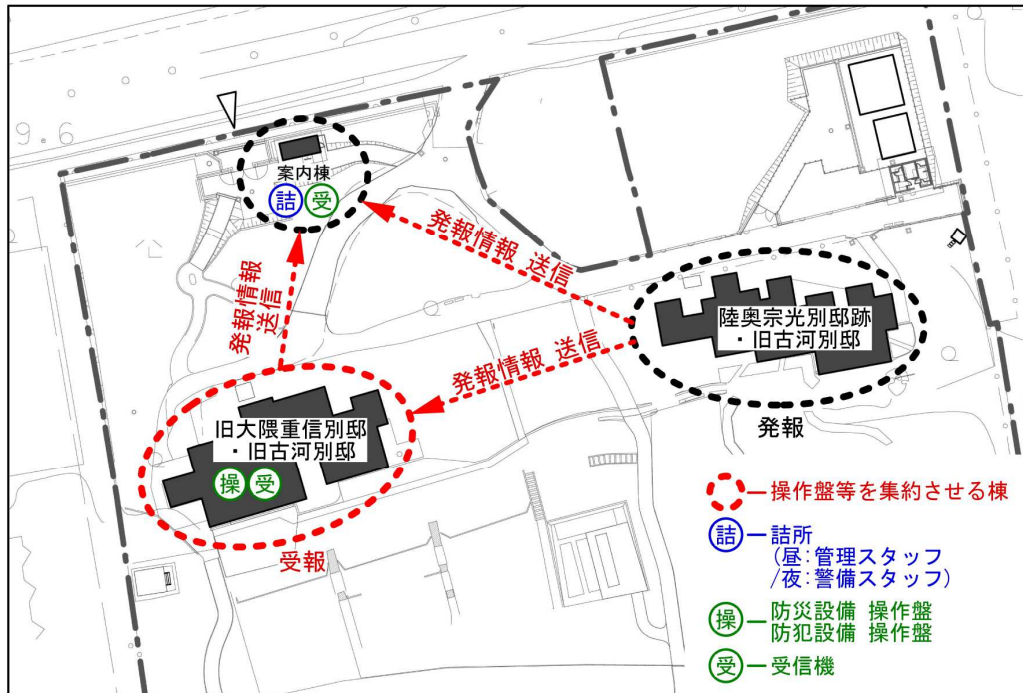 9.6
案内棟
詰 受
発報情報 送信
発報情報
送信
発報情報 送信
陸奥宗光別邸跡
・旧古河別邸
発報
旧大隈重信別邸
・旧古河別邸
操 受
受報
操作盤等を集約させる棟
詰 詰所
(昼:管理スタッフ
/夜:警備スタッフ)
操 防災設備 操作盤
防犯設備 操作盤
受 受信機